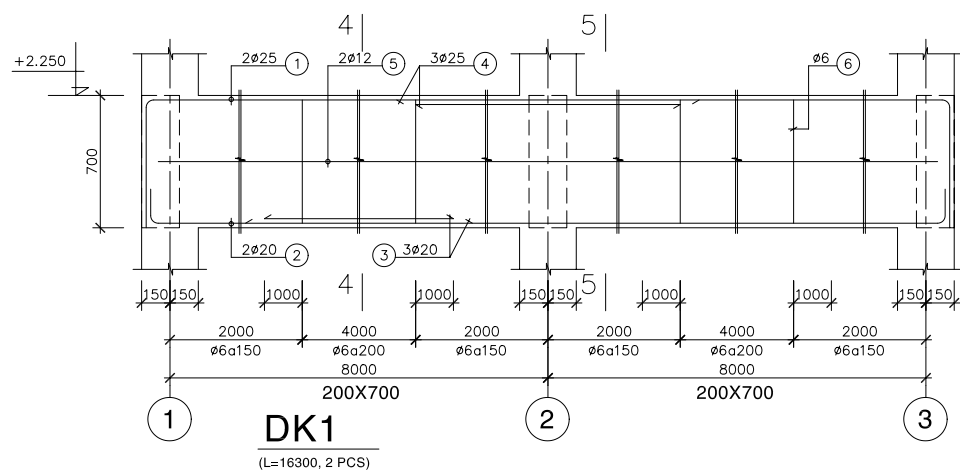 4 5
2ø25 1 2ø12 5 3ø25 4 ø6 6
+2.250
700
2ø20 2 3 3ø20
4 5
150 150 1000 1000 150 150 1000 1000 150 150
2000 4000 2000 2000 4000 2000
ø6a150 ø6a200 ø6a150 ø6a150 ø6a200 ø6a150
8000 8000
200X700 200X700
1 2 3
DK1
(L=16300, 2 PCS)